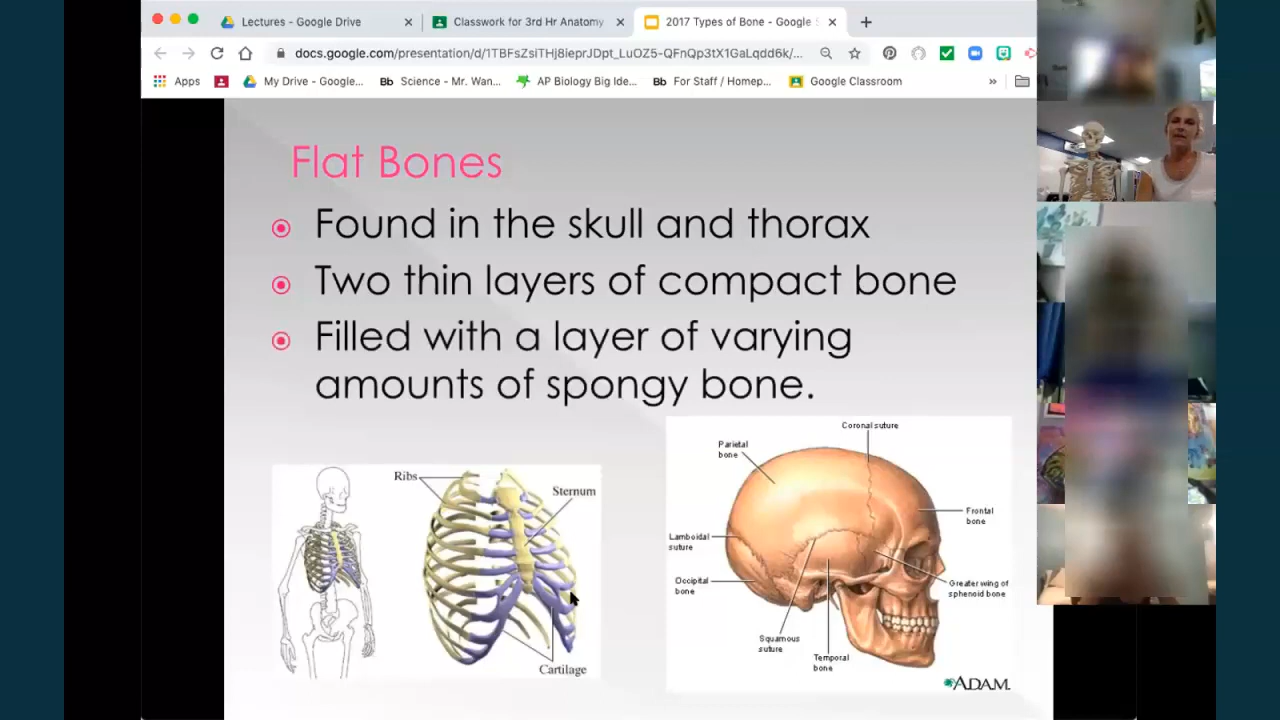 Lectures - Google Drive
Classwork for 3rd Hr Anatomy
2017 Types of Bone - Google
docs.google.com/presentation/d/1TBFsZsiTHj8ieprJDpt_LuOZ5-QFnQp3tX1GaLqdd6k/...
Apps
My Drive - Google...
Bb Science - Mr. Wan...
AP Biology Big Ide...
Bb For Staff / Homep...
Google Classroom
Flat Bones
Found in the skull and thorax
Two thin layers of compact bone
Filled with a layer of varying
amounts of spongy bone.
Ribs
Sternum
Cartilage
Coronal suture
Parietal
bone
Frontal
bone
Lamboidal
suture
Occipital
bone
Greater wing of
sphenoid bone
Squamous
suture
Temporal
bone
ADAM.